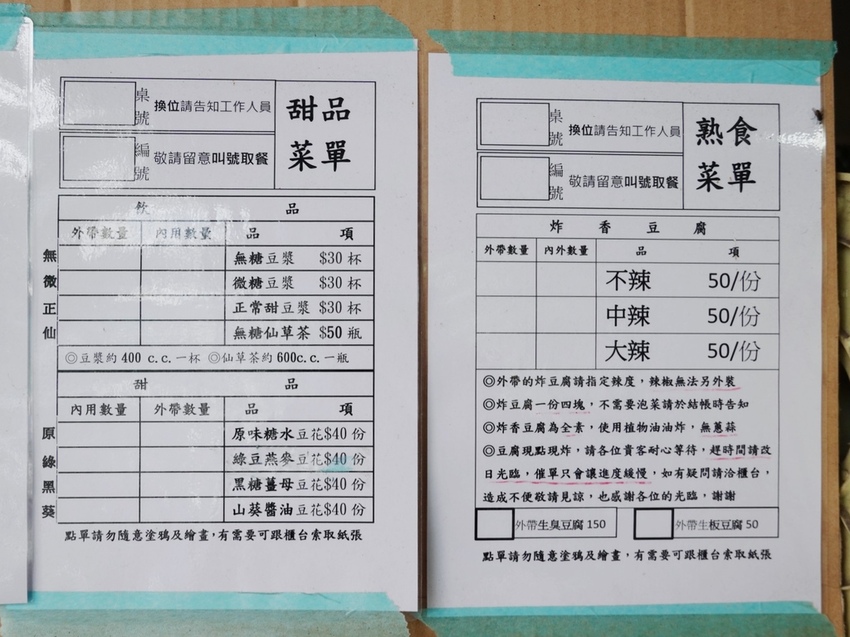 桌號 換位請告知工作人員
編號 敬請留意叫號取餐
甜品菜單
飲 品
外帶數量 內用數量 品 項
無 無糖豆漿 $30 杯
微 微糖豆漿 $30 杯
正 正常甜豆漿 $30 杯
仙 無糖仙草茶 $50 瓶
◎豆漿約 400 c.c.一杯 ◎仙草茶約 600c.c.一瓶
甜 品
內用數量 外帶數量 品 項
原 原味糖水豆花$40 份
綠 綠豆燕麥豆花$40 份
黑 黑糖薑母豆花$40 份
葵 山葵醬油豆花$40 份
點單請勿隨意塗鴉及繪畫,有需要可跟櫃台索取紙張
桌號 換位請告知工作人員
編號 敬請留意叫號取餐
熟食菜單
炸 香 豆 腐
外帶數量 內外數量 品 項
不辣 50/份
中辣 50/份
大辣 50/份
◎外帶的炸豆腐請指定辣度,辣椒無法另外裝
◎炸豆腐一份四塊,不需要泡菜請於結帳時告知
◎炸香豆腐為全素,使用植物油油炸,無蔥蒜
◎豆腐現點現炸,請各位貴客耐心等待,趕時間請改
日光臨,催單只會讓進度緩慢,如有疑問請洽櫃台,
造成不便敬請見諒,也感謝各位的光臨,謝謝
外帶生臭豆腐 150 外帶生板豆腐 50
點單請勿隨意塗鴉及繪畫,有需要可跟櫃台索取紙張